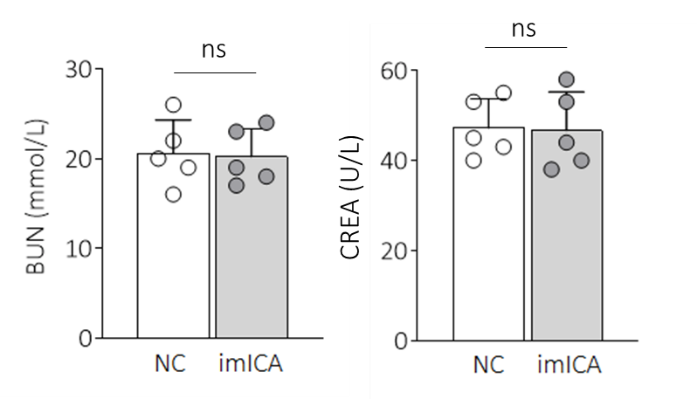 ns
BUN (mmol/L)
30
20
10
0
NC imICA
ns
CREA (U/L)
60
40
20
0
NC imICA